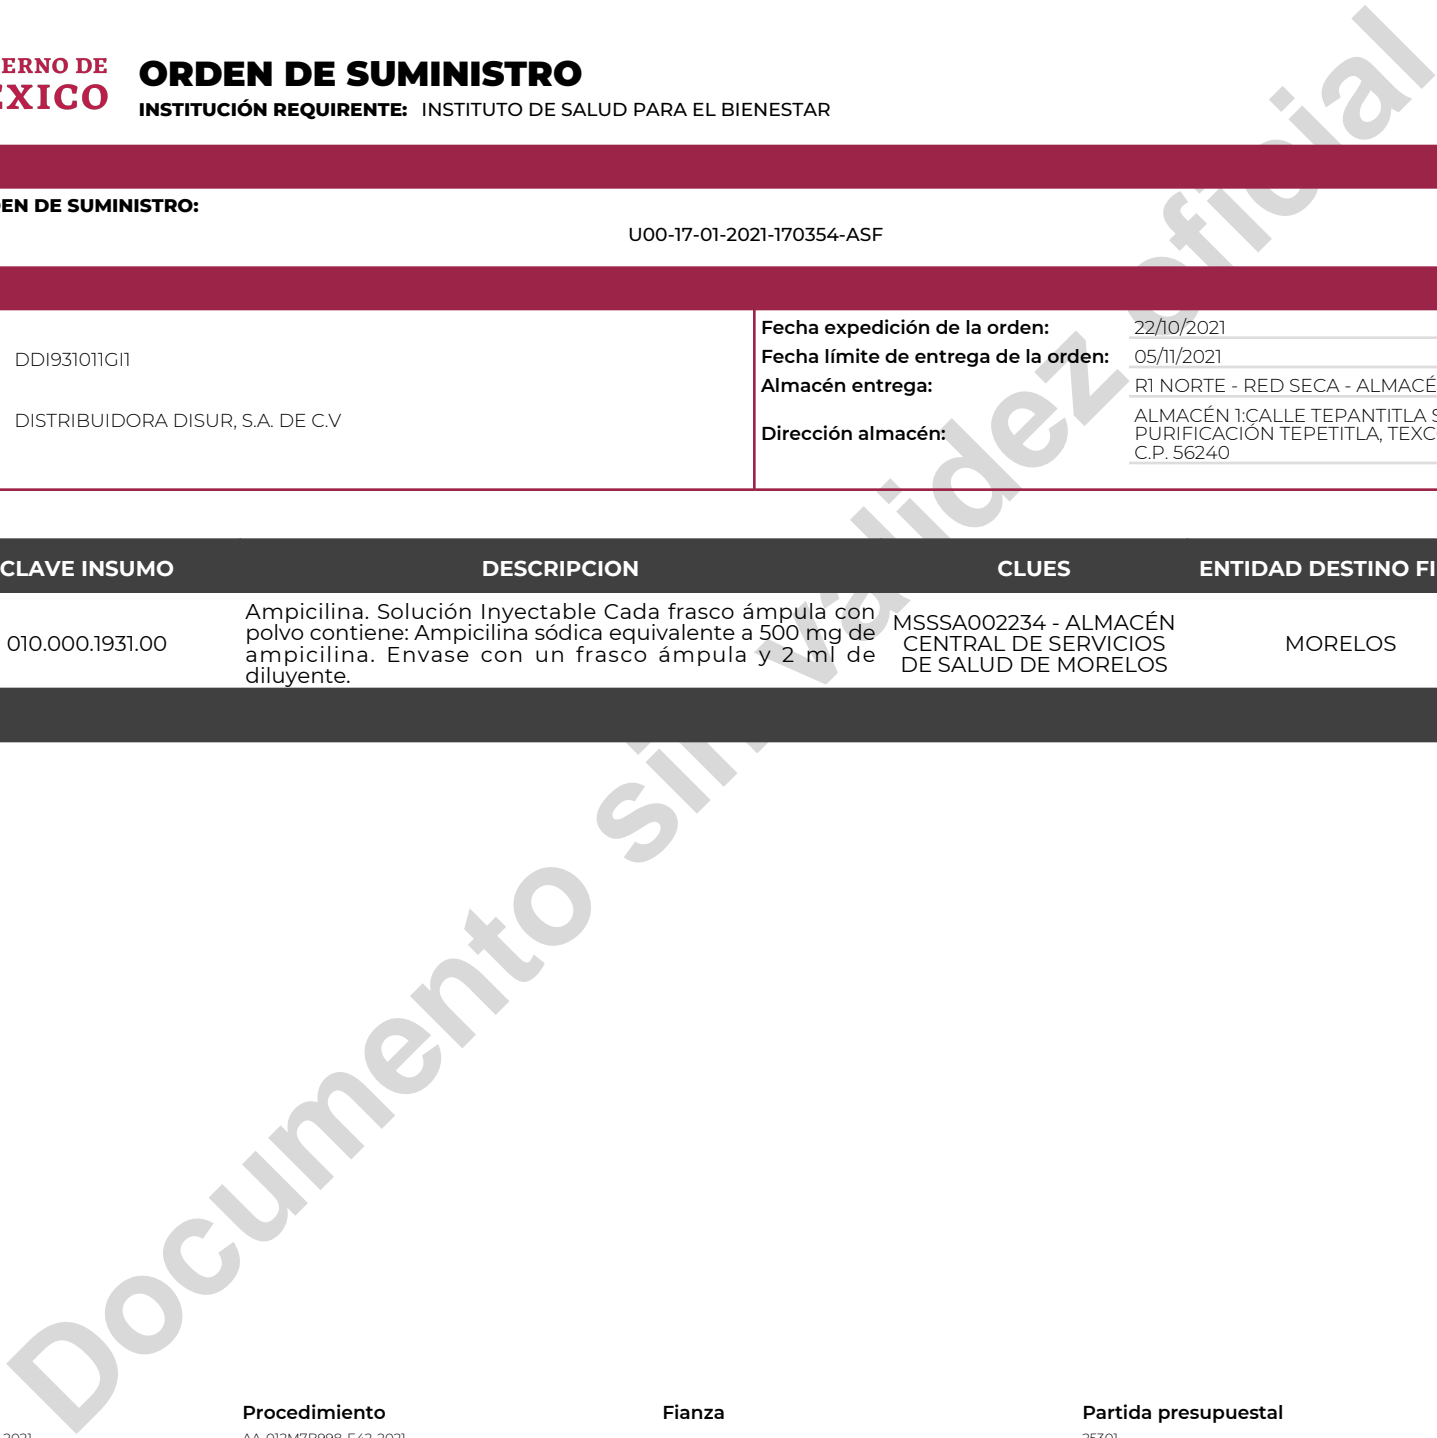 ERNO DE
EXICO
ORDEN DE SUMINISTRO
INSTITUCIÓN REQUIRENTE: INSTITUTO DE SALUD PARA EL BIENESTAR
EN DE SUMINISTRO:
U00-17-01-2021-170354-ASF
DDI931011GI1
DISTRIBUIDORA DISUR, S.A. DE C.V
Fecha expedición de la orden: 22/10/2021
Fecha límite de entrega de la orden: 05/11/2021
Almacén entrega: R1 NORTE - RED SECA - ALMACÉ
Dirección almacén: ALMACÉN 1:CALLE TEPANTITLA S
PURIFICACIÓN TEPETITLA, TEXC
C.P. 56240
CLAVE INSUMO DESCRIPCION CLUES ENTIDAD DESTINO FI
010.000.1931.00
Ampicilina. Solución Inyectable Cada frasco ámpula con
polvo contiene: Ampicilina sódica equivalente a 500 mg de
ampicilina. Envase con un frasco ámpula y 2 ml de
diluyente.
MSSSA002234 - ALMACÉN
CENTRAL DE SERVICIOS
DE SALUD DE MORELOS
MORELOS
Documento sin validez oficial
Procedimiento Fianza Partida presupuestal